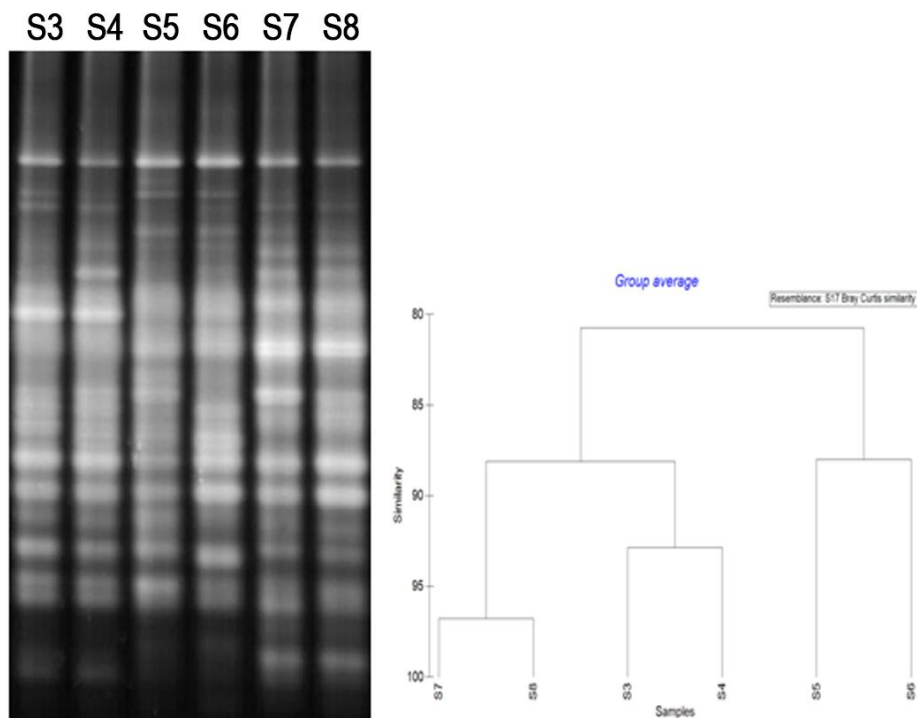 S3 S4 S5 S6 S7 S8
Group average
Resemblance: S17 Bray Curtis similarity
80
85
90
95
100
Similarity
S7
S8
S3
S4
S5
S6
Samples